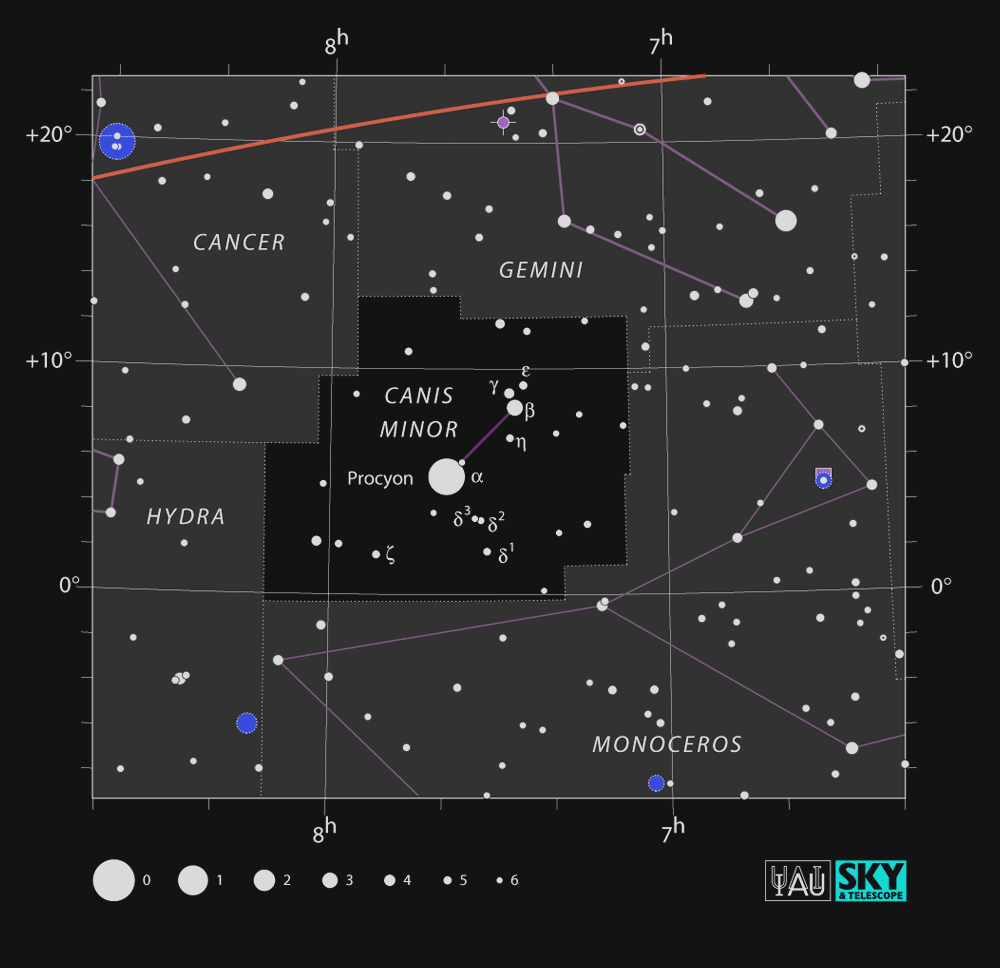 8h 7h
+20° +20°
CANCER
GEMINI
+10° +10°
ε
γ
CANIS
β
MINOR
η
Procyon α
HYDRA
δ3 δ2
ζ δ1
0° 0°
MONOCEROS
8h 7h
0 1 2 3 4 5 6
IAU UAI SKY
& TELESCOPE